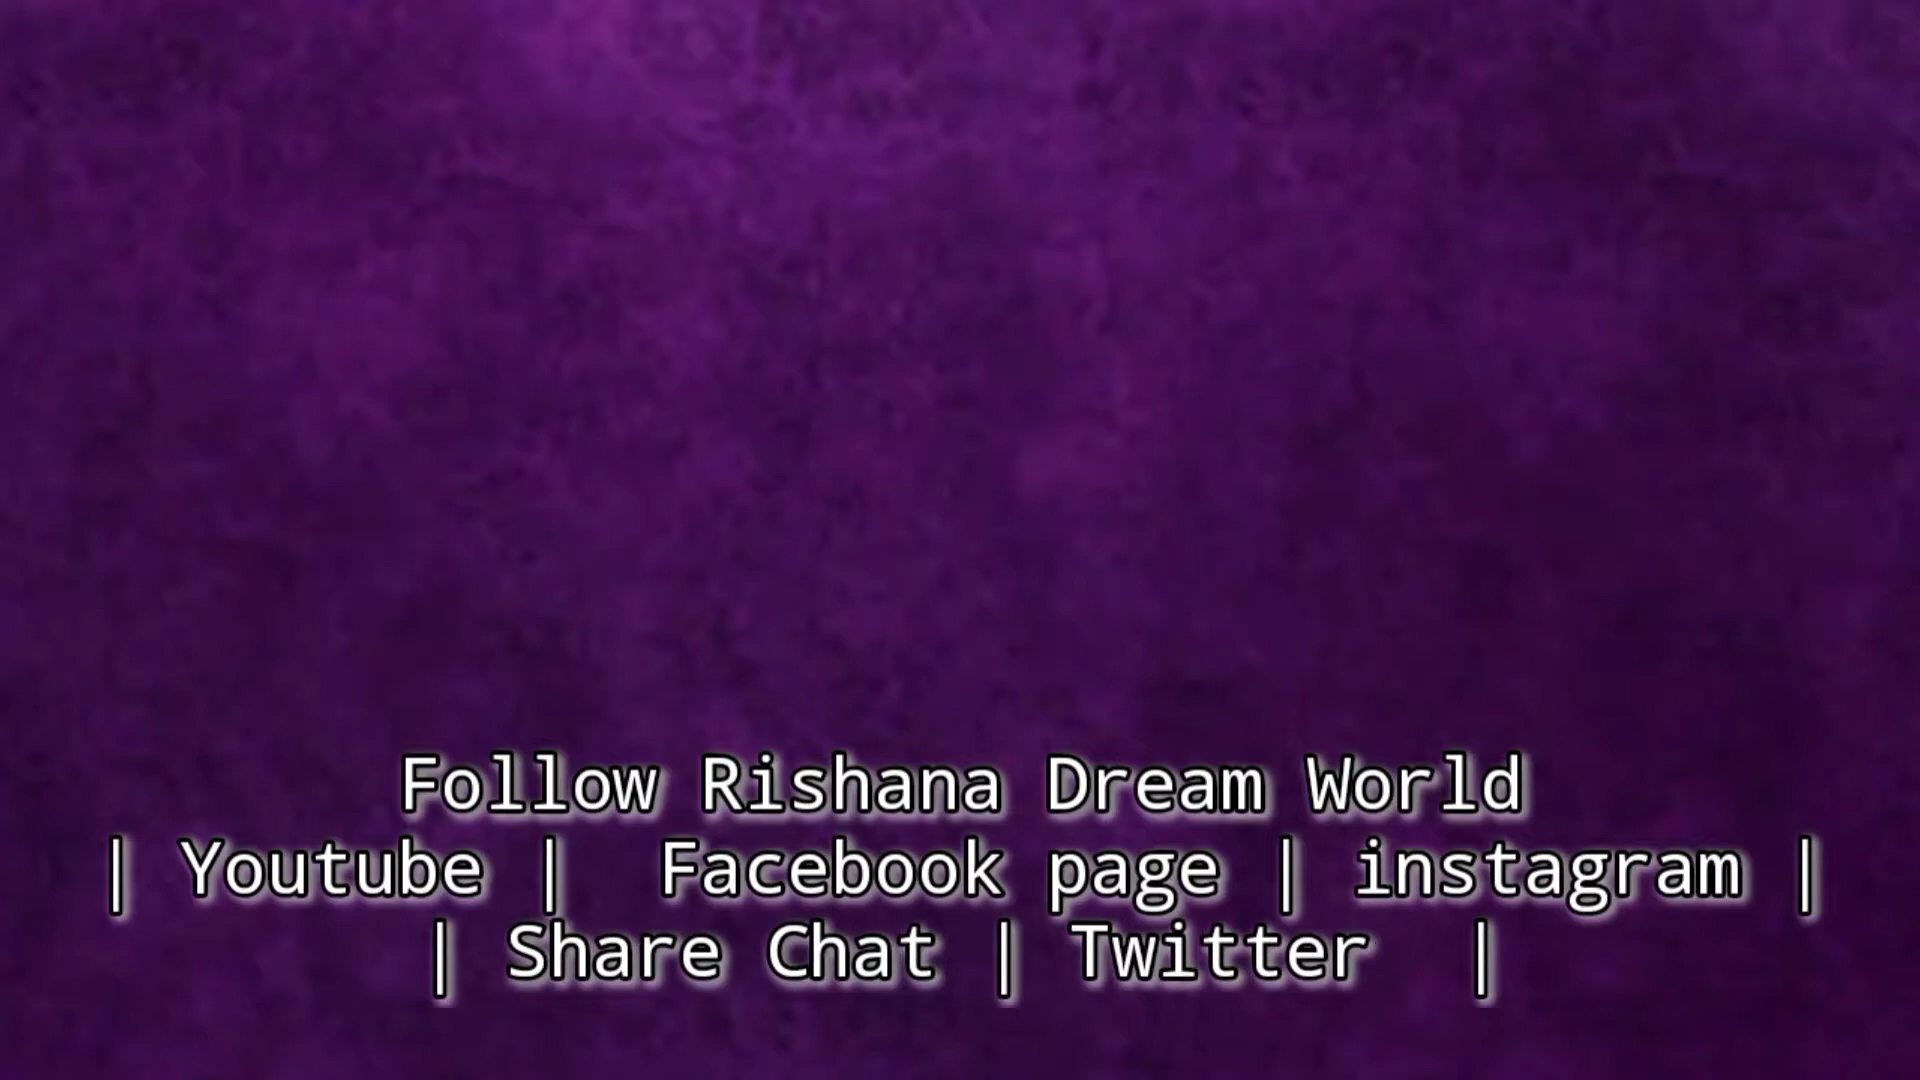 Follow Rishana Dream World
| Youtube |  Facebook page | instagram |
| Share Chat | Twitter  |